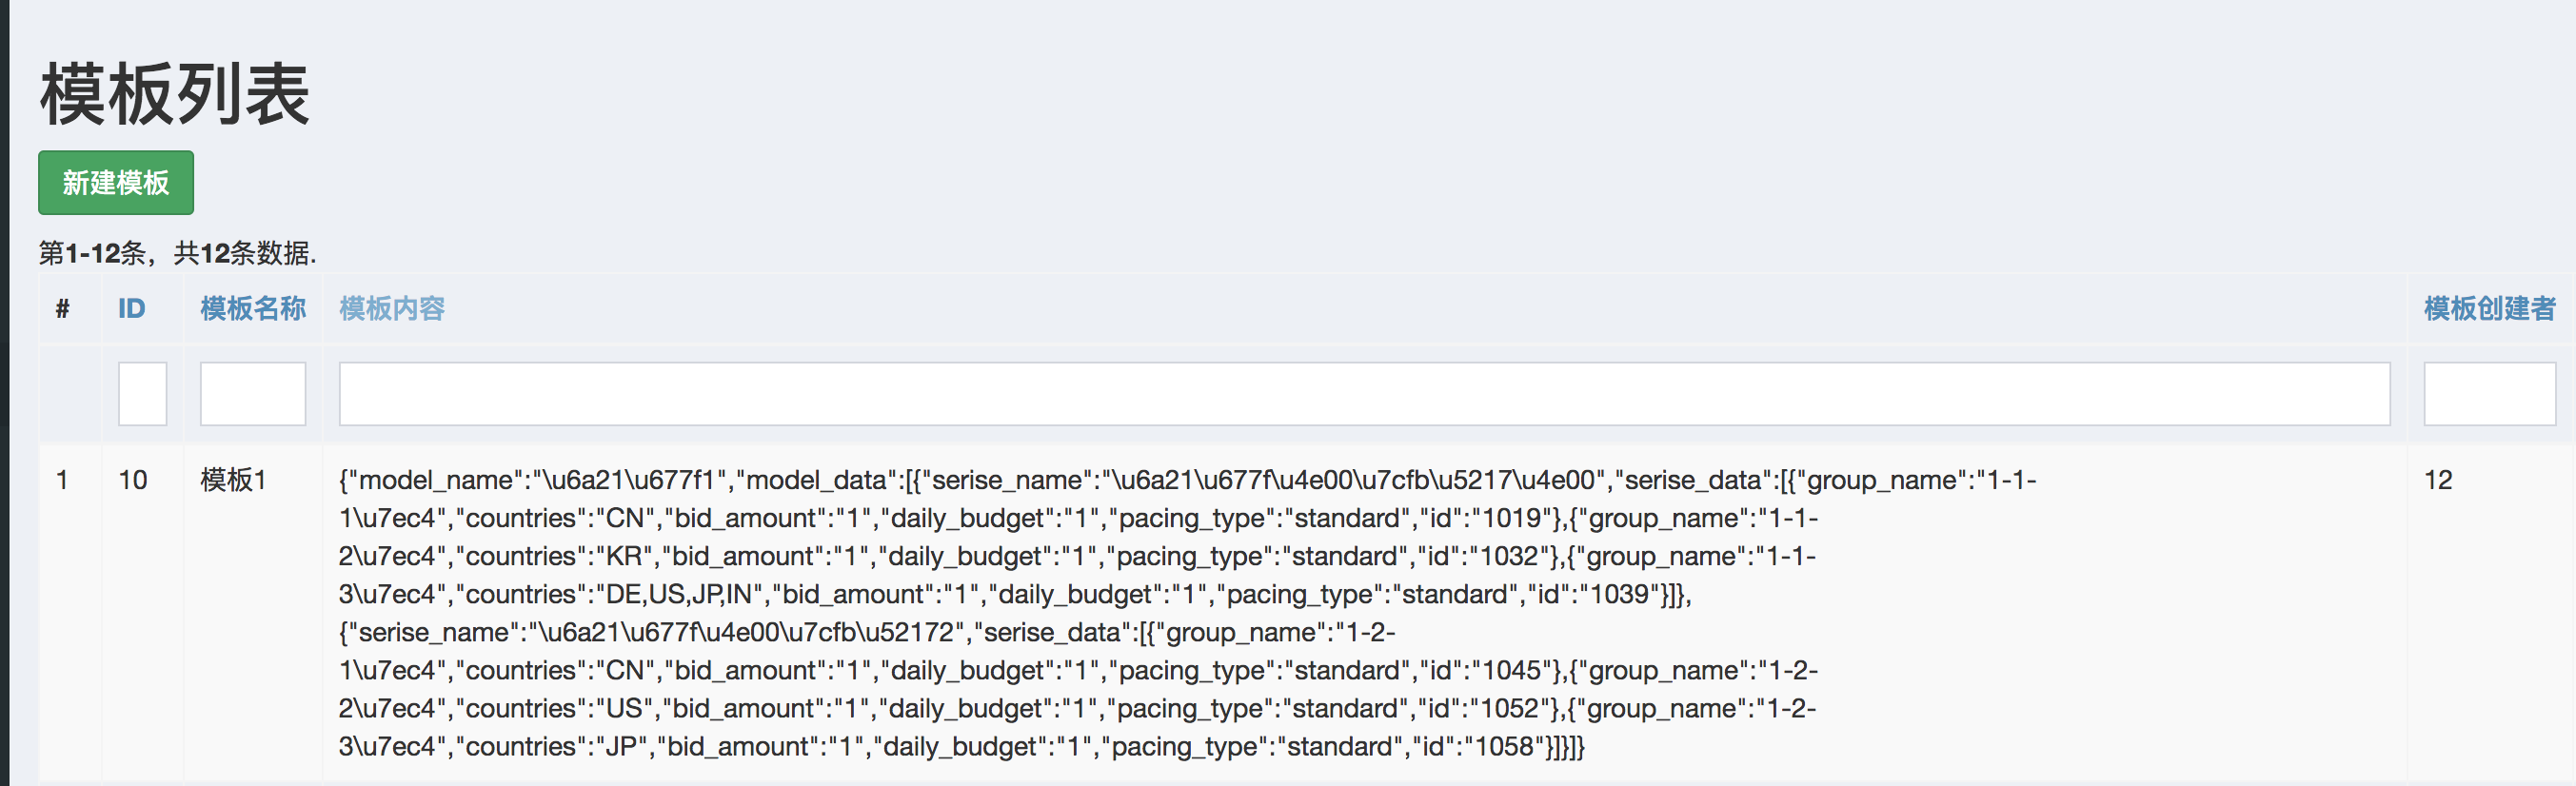 模板列表
新建模板
第1-12条，共12条数据.
# ID 模板名称 模板内容 模板创建者
1 10 模板1 {"model_name":"\u6a21\u677f1","model_data":[{"serise_name":"\u6a21\u677f\u4e00\u7cfb\u5217\u4e00","serise_data":[{"group_name":"1-1- 12
1\u7ec4","countries":"CN","bid_amount":"1","daily_budget":"1","pacing_type":"standard","id":"1019"},{"group_name":"1-1-
2\u7ec4","countries":"KR","bid_amount":"1","daily_budget":"1","pacing_type":"standard","id":"1032"},{"group_name":"1-1-
3\u7ec4","countries":"DE,US,JP,IN","bid_amount":"1","daily_budget":"1","pacing_type":"standard","id":"1039"}]},
{"serise_name":"\u6a21\u677f\u4e00\u7cfb\u52172","serise_data":[{"group_name":"1-2-
1\u7ec4","countries":"CN","bid_amount":"1","daily_budget":"1","pacing_type":"standard","id":"1045"},{"group_name":"1-2-
2\u7ec4","countries":"US","bid_amount":"1","daily_budget":"1","pacing_type":"standard","id":"1052"},{"group_name":"1-2-
3\u7ec4","countries":"JP","bid_amount":"1","daily_budget":"1","pacing_type":"standard","id":"1058"}]}]}